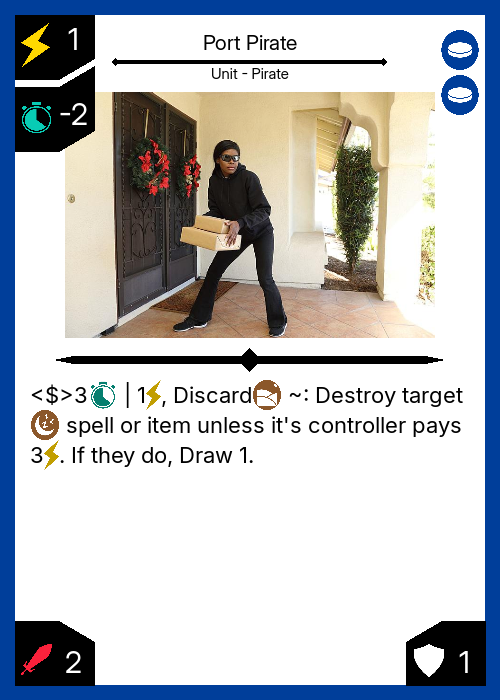 1
Port Pirate
Unit - Pirate
-2
<$>3 | 1, Discard ~: Destroy target
spell or item unless it's controller pays
3. If they do, Draw 1.
2
1